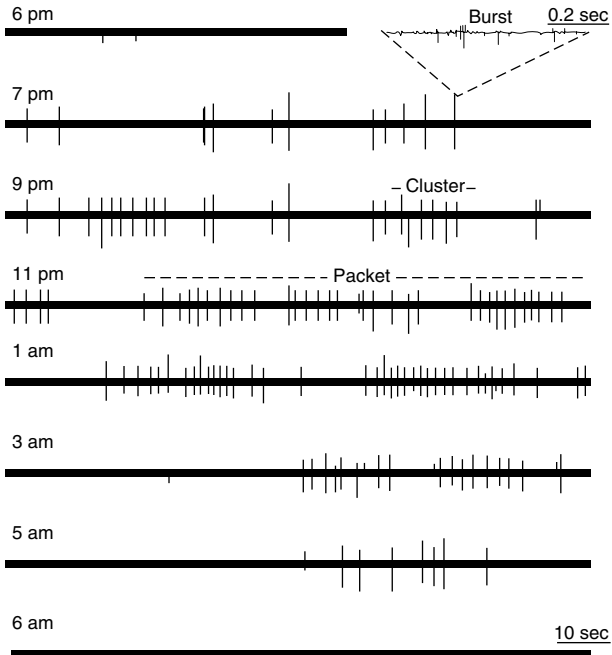 6 pm
Burst
0.2 sec
7 pm
9 pm
Cluster
11 pm
Packet
1 am
3 am
5 am
6 am
10 sec